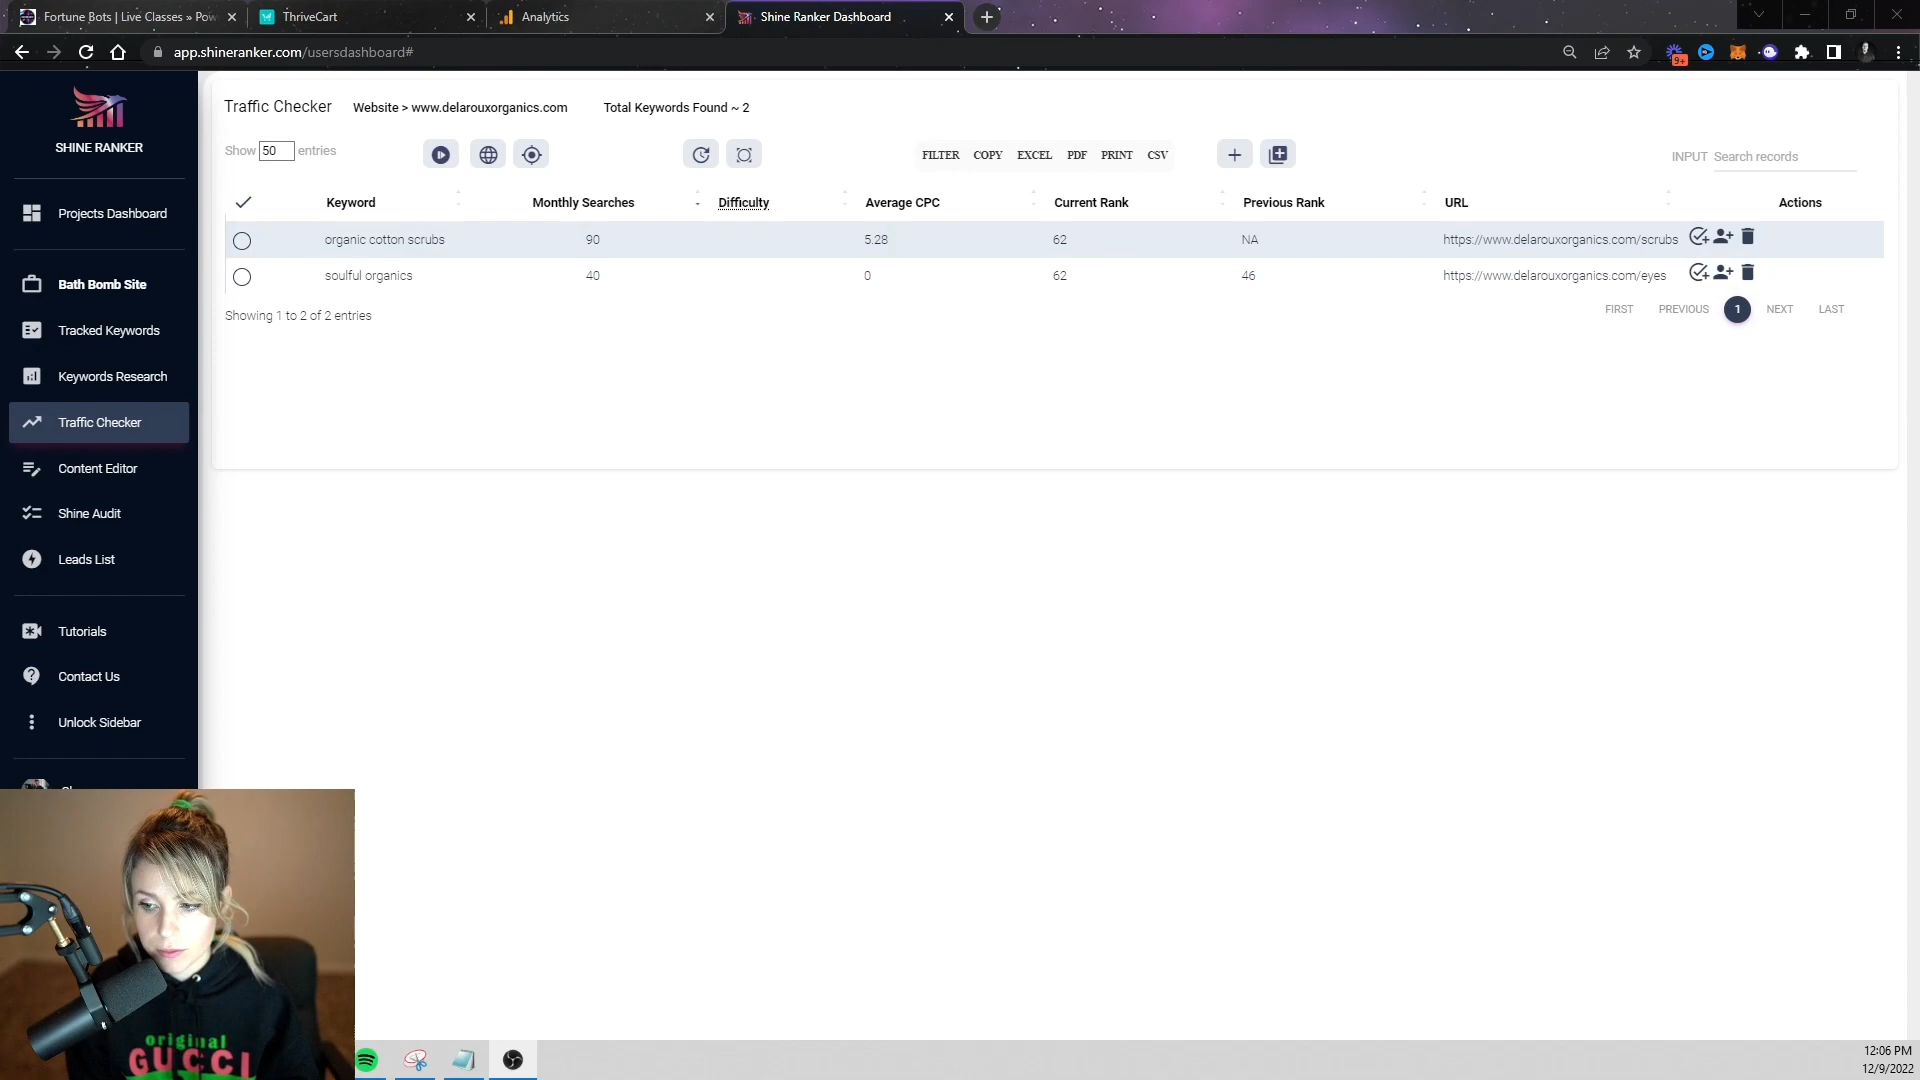 Fortune Bots | Live Classes » Pow
ThriveCart
Analytics
Shine Ranker Dashboard
app.shineranker.com/usersdashboard#
9+
SHINE RANKER
Projects Dashboard
Bath Bomb Site
Tracked Keywords
Keywords Research
Traffic Checker
Content Editor
Shine Audit
Leads List
Tutorials
Contact Us
Unlock Sidebar
Traffic Checker Website > www.delarouxorganics.com Total Keywords Found ~ 2
Show 50 entries
FILTER COPY EXCEL PDF PRINT CSV
INPUT Search records
Keyword Monthly Searches Difficulty Average CPC Current Rank Previous Rank URL Actions
organic cotton scrubs 90 5.28 62 NA https://www.delarouxorganics.com/scrubs
soulful organics 40 0 62 46 https://www.delarouxorganics.com/eyes
Showing 1 to 2 of 2 entries
FIRST PREVIOUS 1 NEXT LAST
original
GUCCI
12:06 PM
12/9/2022